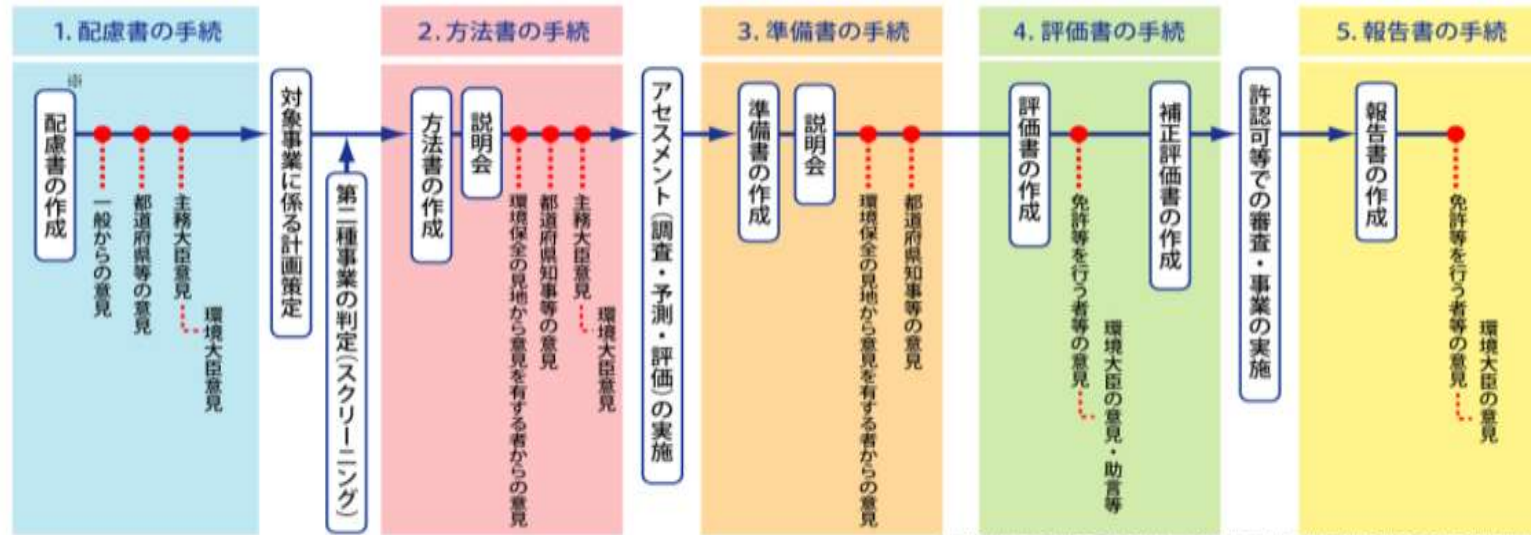 1. 配慮書の手続
※
配慮書の作成
一般からの意見
都道府県等の意見
主務大臣意見
環境大臣意見
対象事業に係る計画策定
第二種事業の判定(スクリーニング)
2. 方法書の手続
方法書の作成
説明会
環境保全の見地から意見を有する者からの意見
都道府県知事等の意見
主務大臣意見
環境大臣意見
アセスメント(調査・予測・評価)の実施
3. 準備書の手続
準備書の作成
説明会
環境保全の見地から意見を有する者からの意見
都道府県知事等の意見
4. 評価書の手続
評価書の作成
免許等を行う者等の意見
環境大臣の意見・助言等
補正評価書の作成
許認可等での審査・事業の実施
5. 報告書の手続
報告書の作成
免許等を行う者等の意見
環境大臣の意見